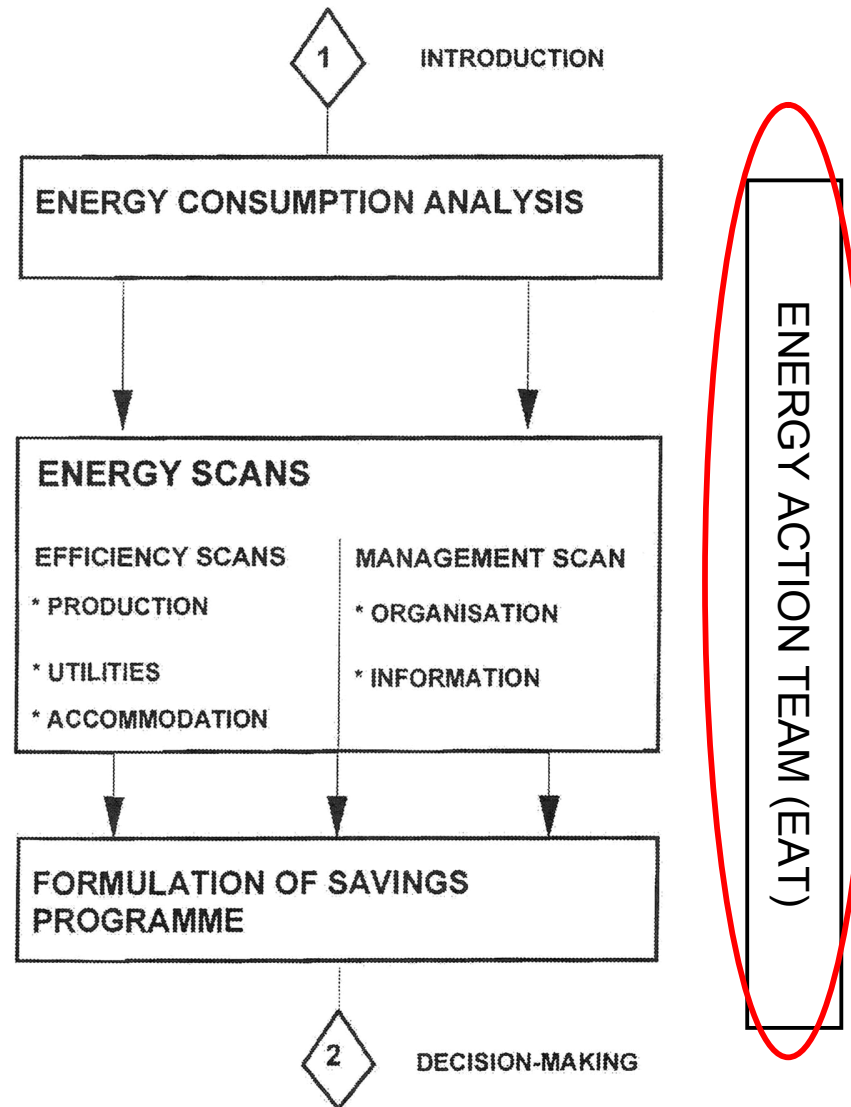 1
INTRODUCTION
ENERGY CONSUMPTION ANALYSIS
ENERGY SCANS
EFFICIENCY SCANS
* PRODUCTION
* UTILITIES
* ACCOMMODATION
MANAGEMENT SCAN
* ORGANISATION
* INFORMATION
FORMULATION OF SAVINGS
PROGRAMME
2
DECISION-MAKING
ENERGY ACTION TEAM (EAT)